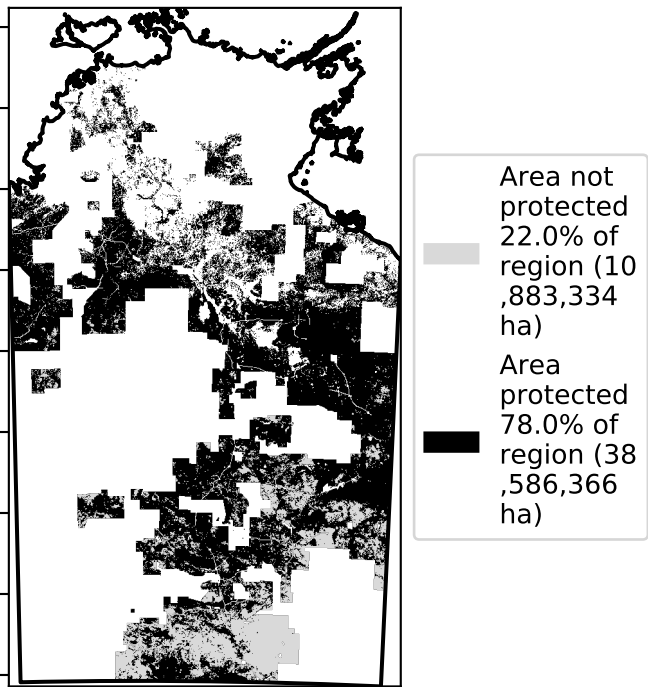 Area not
protected
22.0% of
region (10
,883,334
ha)
Area
protected
78.0% of
region (38
,586,366
ha)